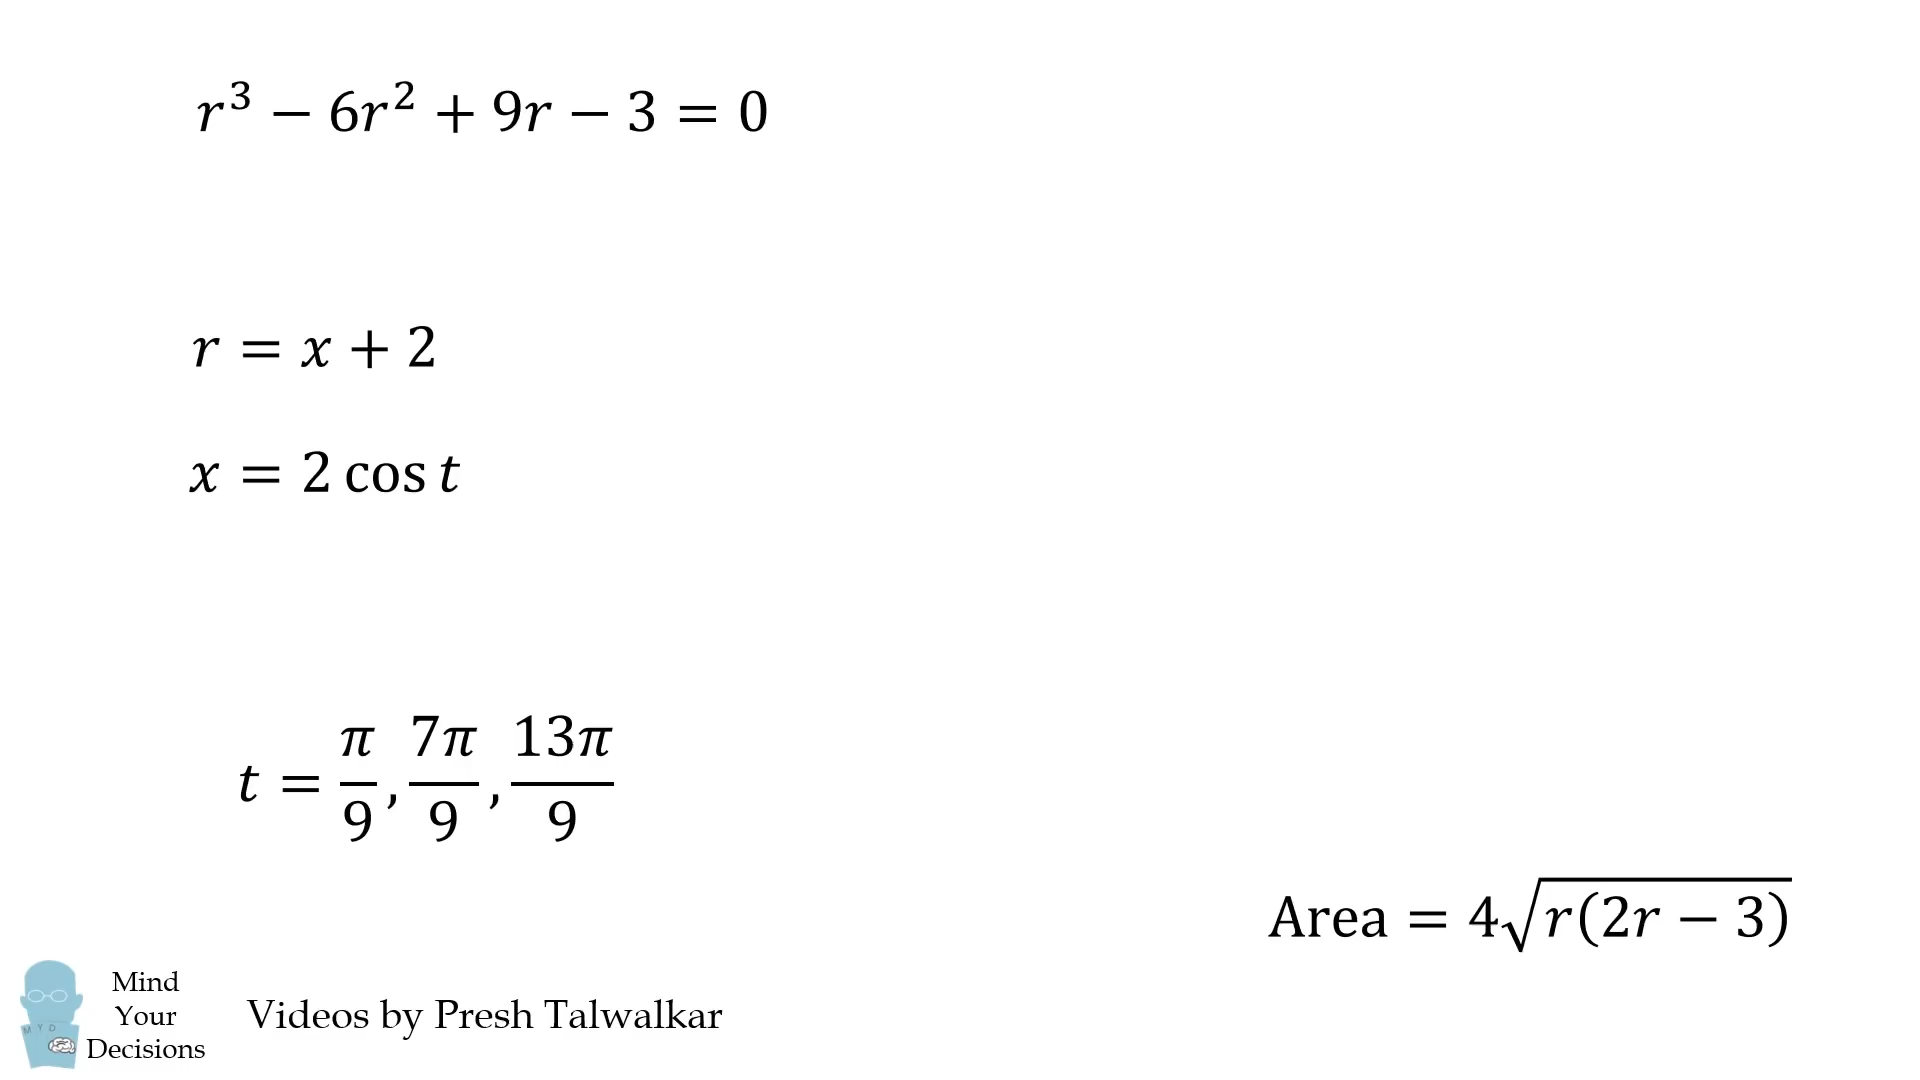 r³ − 6r² + 9r − 3 = 0
r = x + 2
x = 2 cos t
t = π/9, 7π/9, 13π/9
Area = 4√(r(2r − 3))
Mind
Your
Decisions
M Y D
Videos by Presh Talwalkar